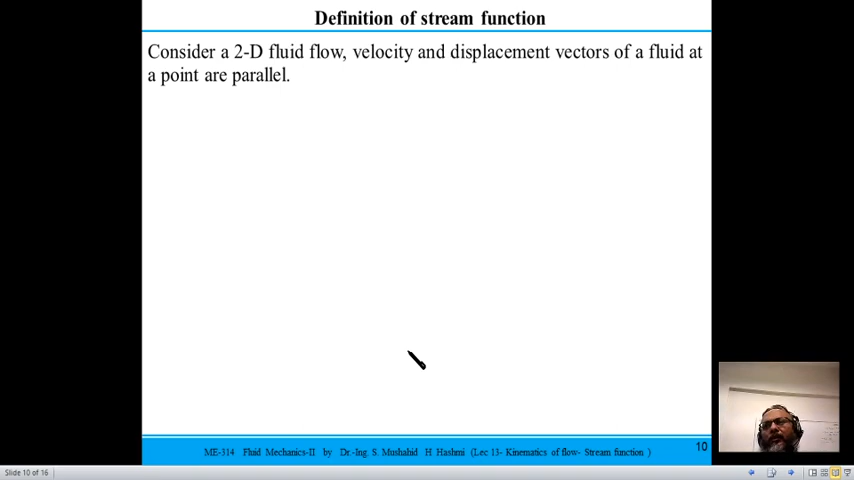 Definition of stream function
Consider a 2-D fluid flow, velocity and displacement vectors of a fluid at
a point are parallel.
ME-314 Fluid Mechanics-II by Dr.-Ing. S. Mushahid H Hashmi (Lec 13- Kinematics of flow- Stream function )
10
Slide 10 of 16